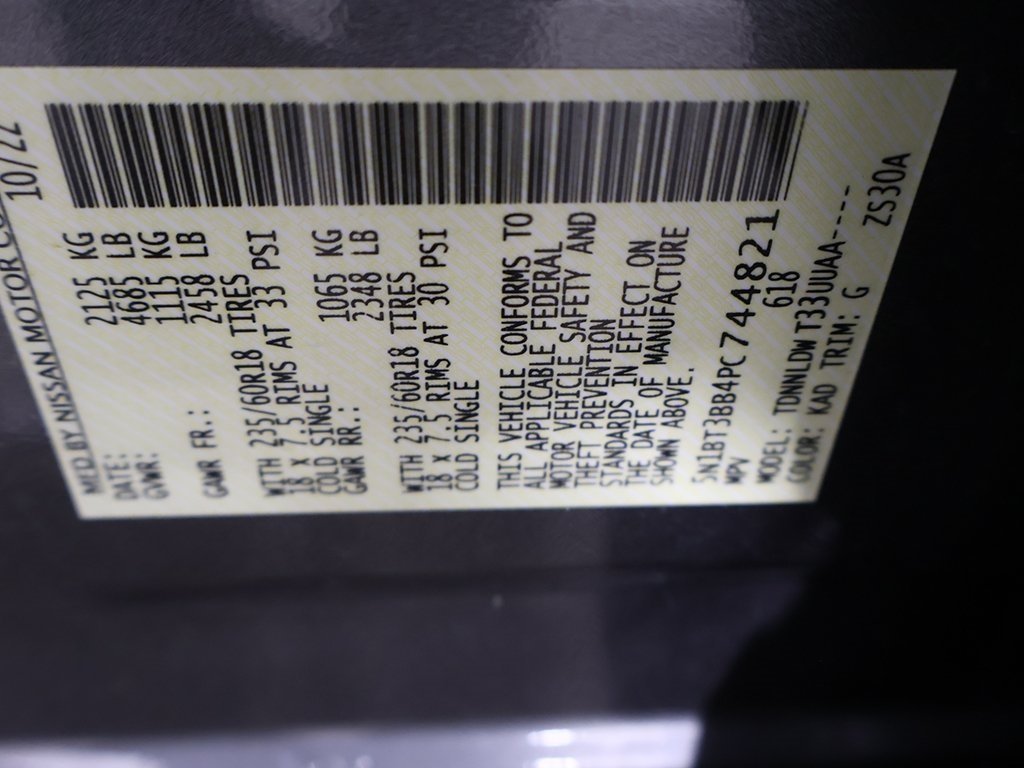 MFD BY NISSAN MOTOR CO
DATE: 10/22
GVWR: 2125 KG
4685 LB
GAWR FR.: 1115 KG
2458 LB
WITH 235/60R18 TIRES
18 X 7.5 RIMS AT 33 PSI
COLD SINGLE
GAWR RR.: 1065 KG
2348 LB
WITH 235/60R18 TIRES
18 X 7.5 RIMS AT 30 PSI
COLD SINGLE
THIS VEHICLE CONFORMS TO
ALL APPLICABLE FEDERAL
MOTOR VEHICLE SAFETY AND
THEFT PREVENTION
STANDARDS IN EFFECT ON
THE DATE OF MANUFACTURE
SHOWN ABOVE.
5N1BT3BB4PC744821
MPV 618
MODEL: TDNNLDWT33UUAA----
COLOR: KAD TRIM: G ZS30A